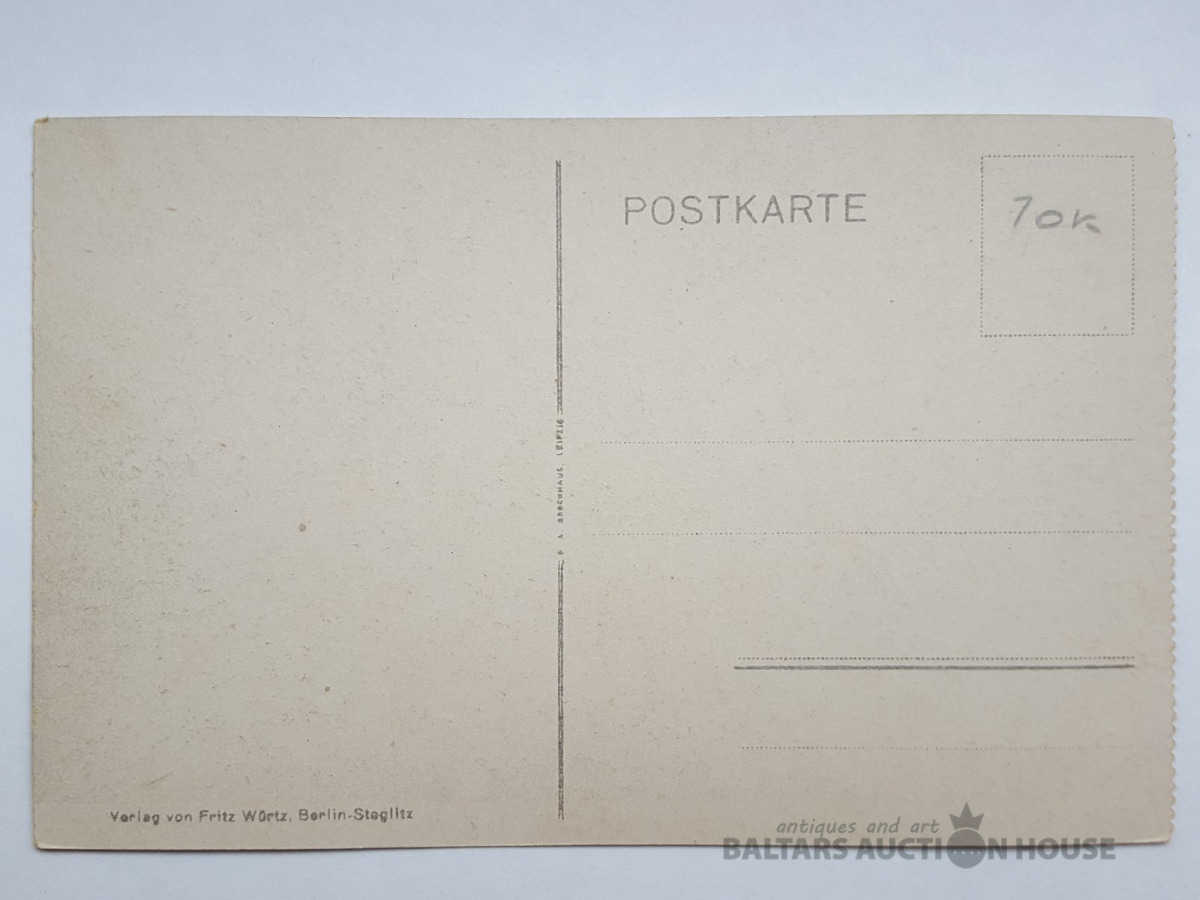 POSTKARTE
70K
F. A. BROCKHAUS, LEIPZIG
Verlag von Fritz Würtz, Berlin-Steglitz
antiques and art
BALTARS AUCTION HOUSE